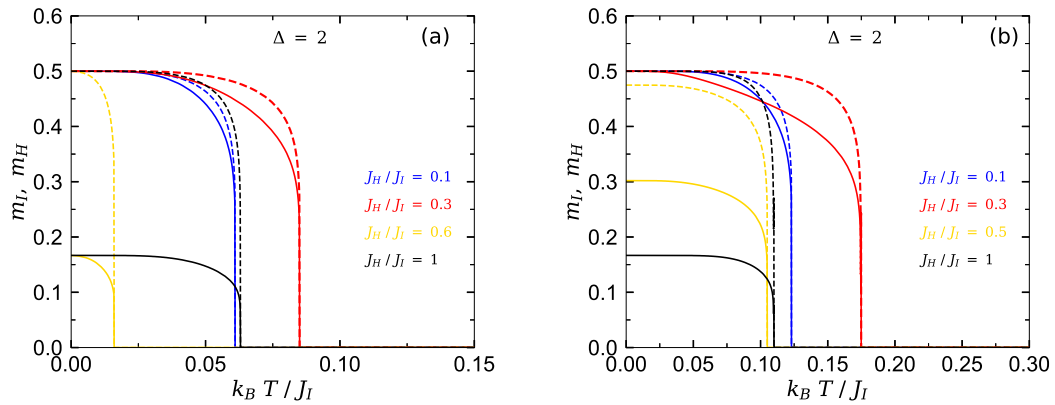 0.6
0.5
0.4
0.3
0.2
0.1
0.0
m_I, m_H
Δ = 2
(a)
J_H / J_I = 0.1
J_H / J_I = 0.3
J_H / J_I = 0.6
J_H / J_I = 1
0.00 0.05 0.10 0.15
k_B T / J_I
0.6
0.5
0.4
0.3
0.2
0.1
0.0
m_I, m_H
Δ = 2
(b)
J_H / J_I = 0.1
J_H / J_I = 0.3
J_H / J_I = 0.5
J_H / J_I = 1
0.00 0.05 0.10 0.15 0.20 0.25 0.30
k_B T / J_I